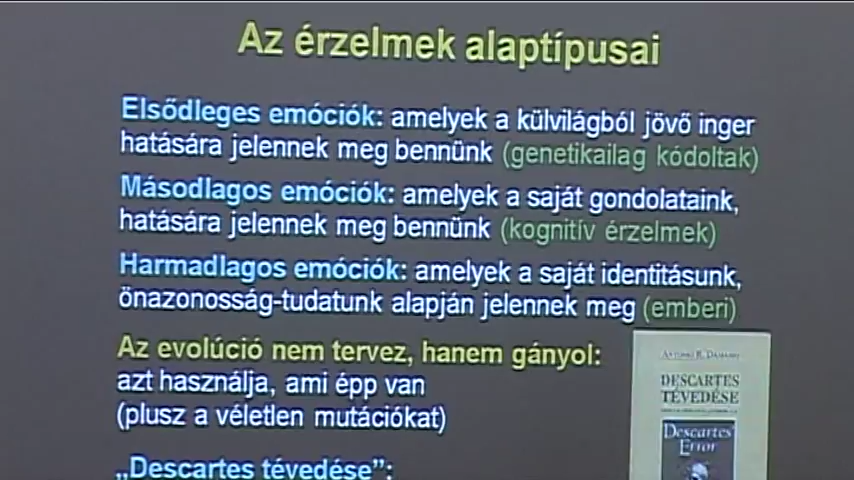 Az érzelmek alaptípusai
Elsődleges emóciók: amelyek a külvilágból jövő inger
hatására jelennek meg bennünk (genetikailag kódoltak)
Másodlagos emóciók: amelyek a saját gondolataink,
hatására jelennek meg bennünk (kognitív érzelmek)
Harmadlagos emóciók: amelyek a saját identitásunk,
önazonosság-tudatunk alapján jelennek meg (emberi)
Az evolúció nem tervez, hanem gányol:
azt használja, ami épp van
(plusz a véletlen mutációkat)
„Descartes tévedése”:
ANTONIO R. DAMASIO
DESCARTES
TÉVEDÉSE
Descartes'
Error